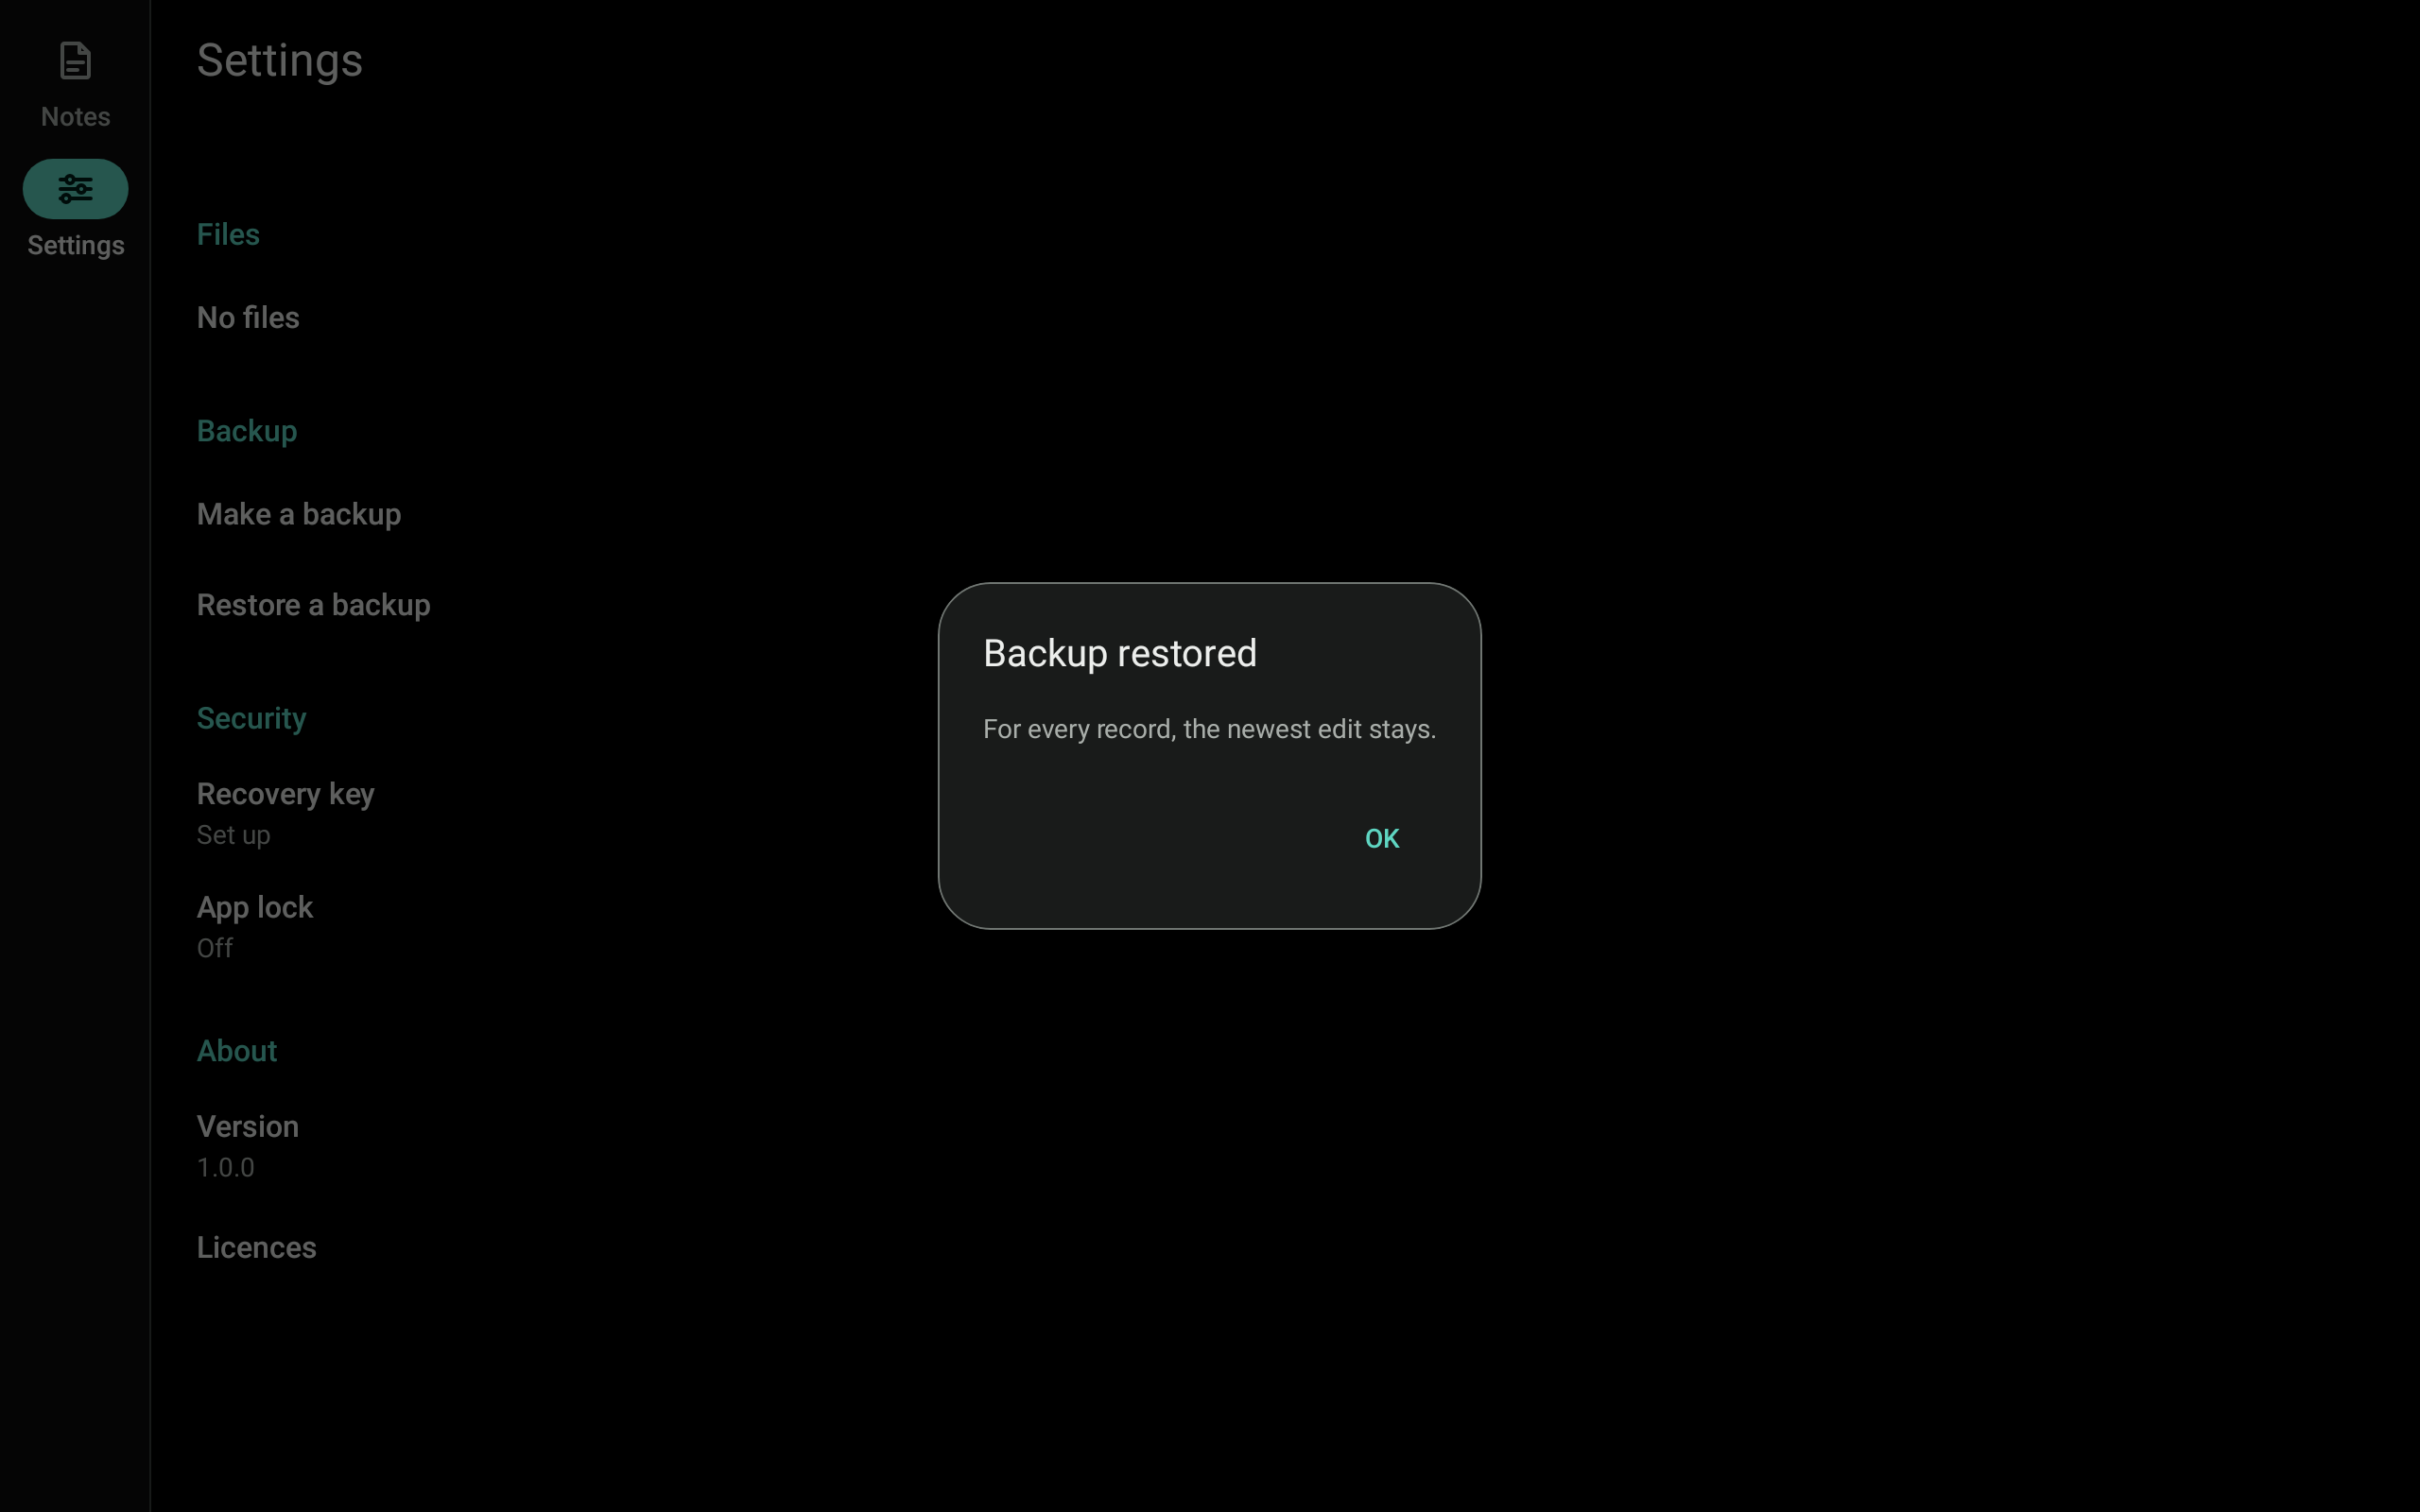 Notes
Settings
Settings
Files
No files
Backup
Make a backup
Restore a backup
Security
Recovery key
Set up
App lock
Off
About
Version
1.0.0
Licences
Backup restored
For every record, the newest edit stays.
OK